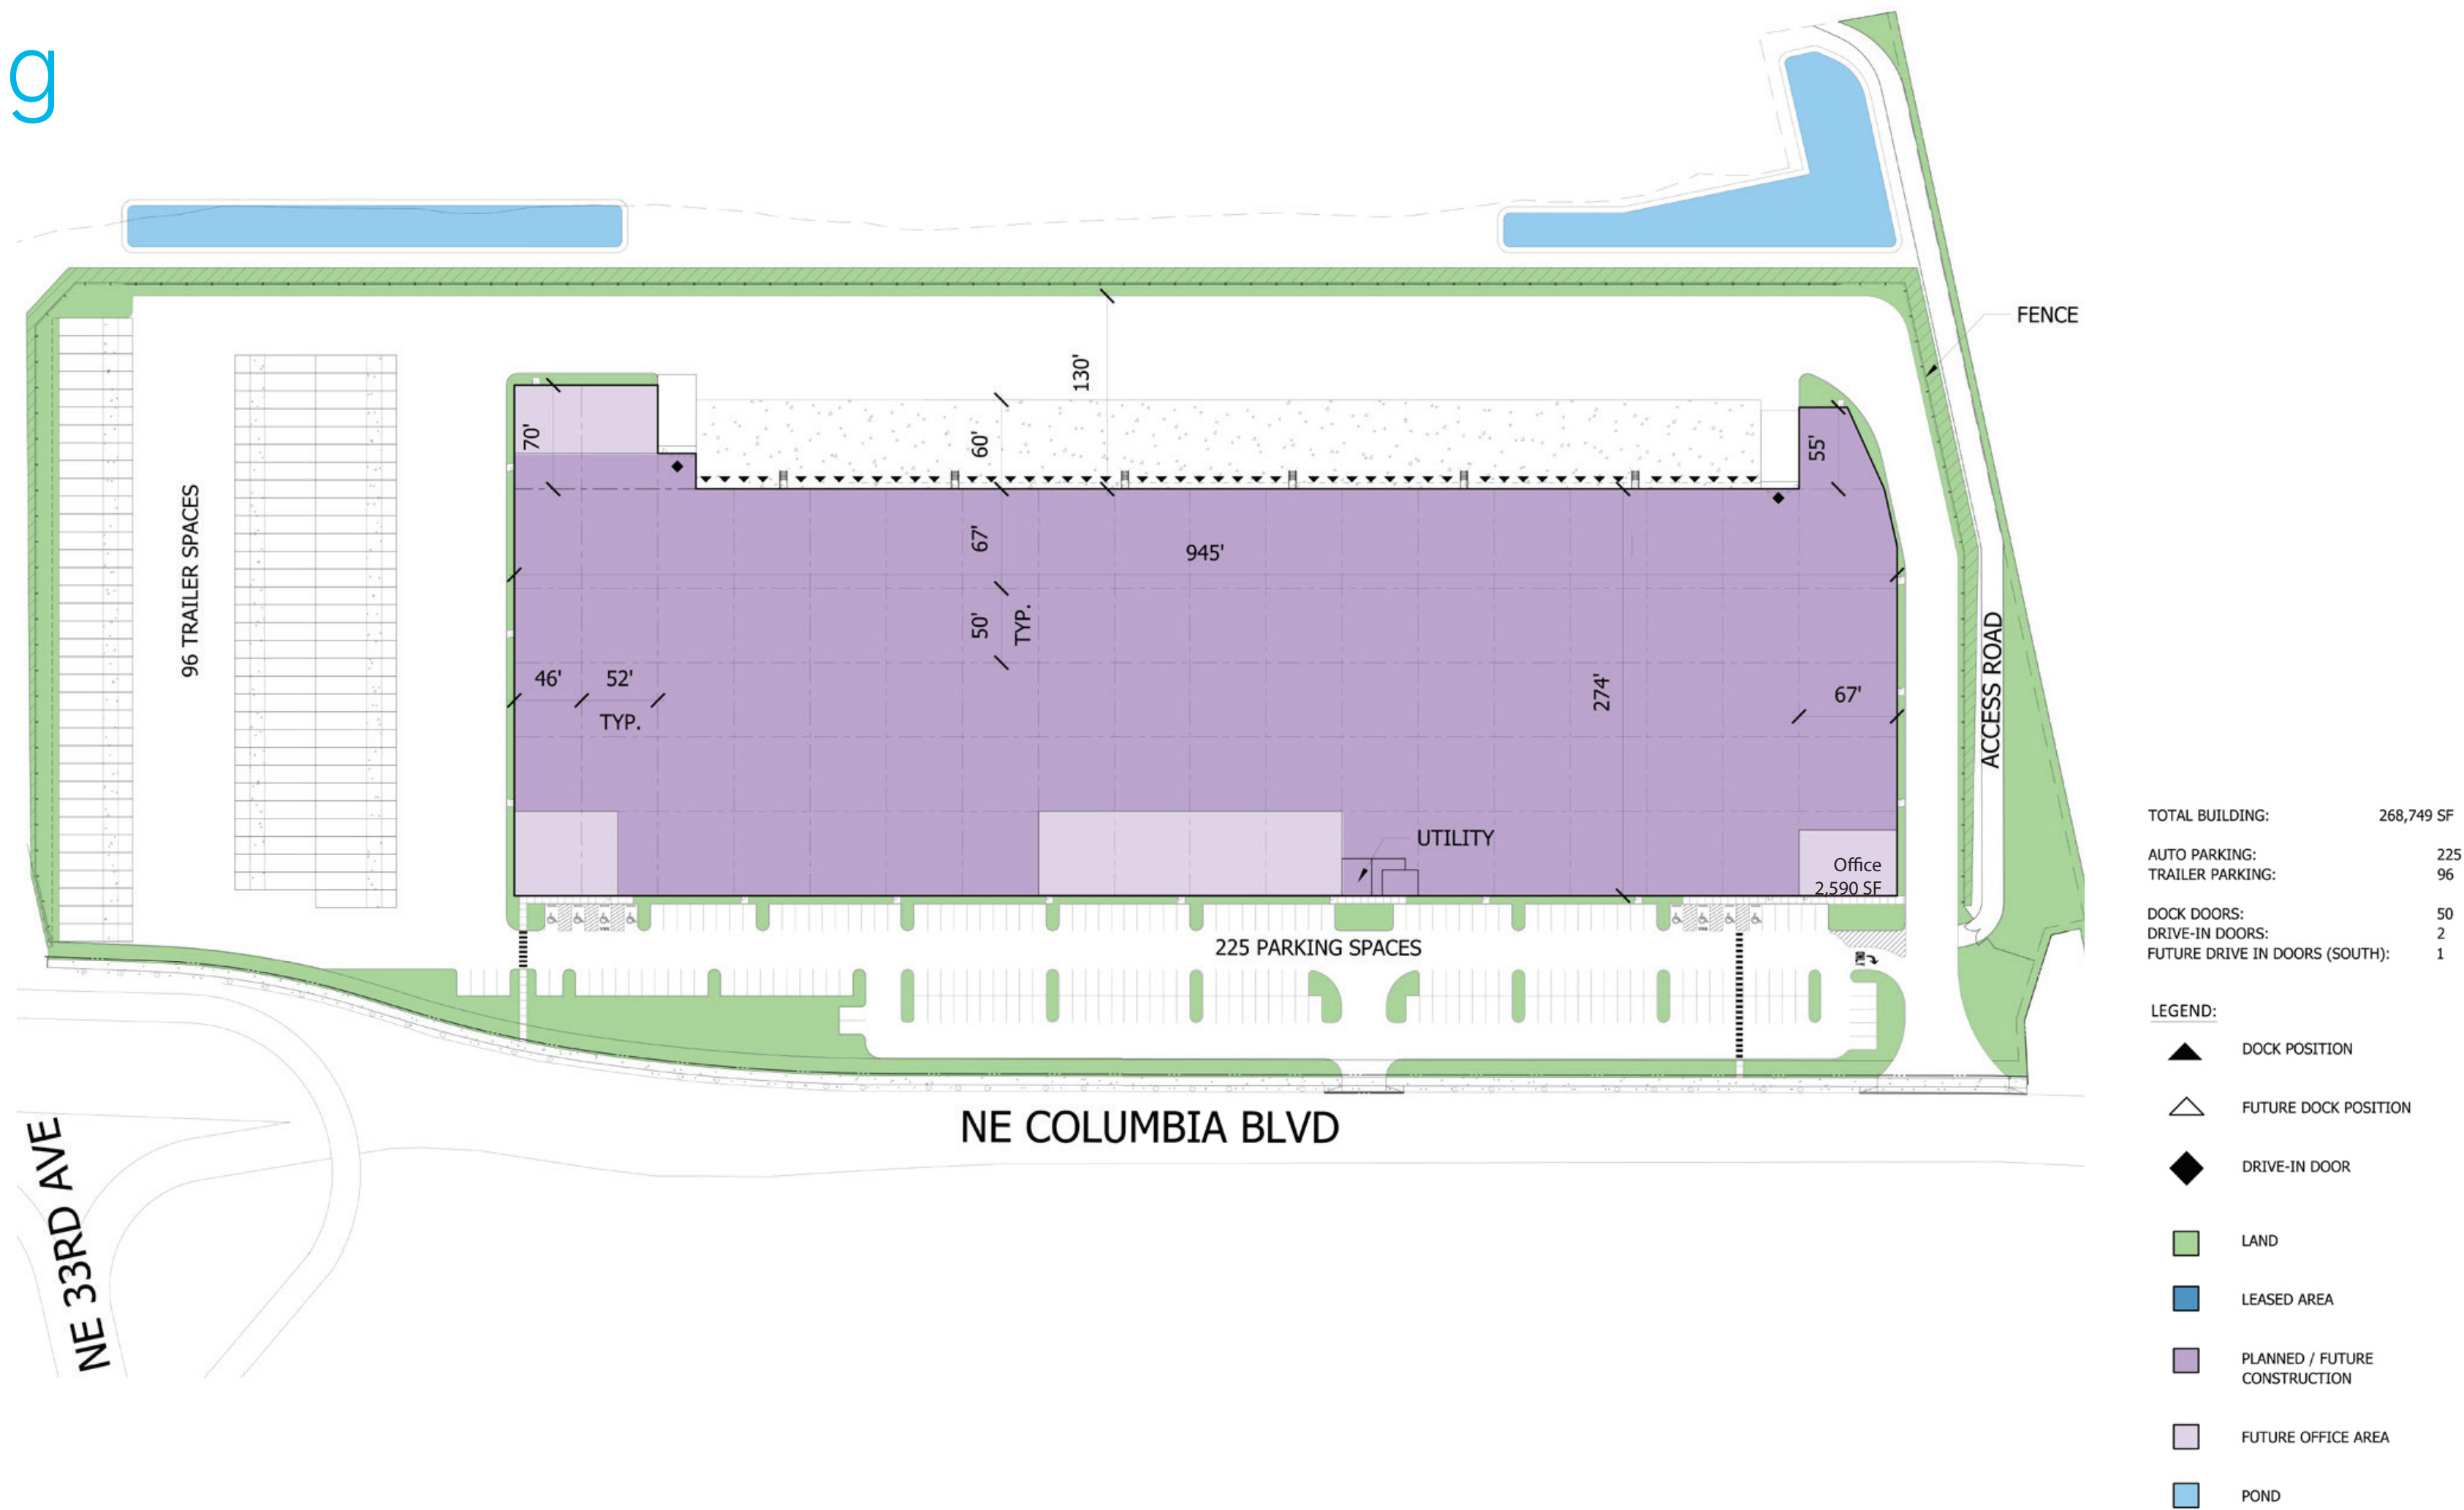 g
FENCE
130'
70'
60'
55'
67'
945'
50'
TYP.
96 TRAILER SPACES
46'
52'
TYP.
274'
67'
ACCESS ROAD
UTILITY
Office
2,590 SF
225 PARKING SPACES
NE COLUMBIA BLVD
NE 33RD AVE
TOTAL BUILDING: 268,749 SF
AUTO PARKING: 225
TRAILER PARKING: 96
DOCK DOORS: 50
DRIVE-IN DOORS: 2
FUTURE DRIVE IN DOORS (SOUTH): 1
LEGEND:
DOCK POSITION
FUTURE DOCK POSITION
DRIVE-IN DOOR
LAND
LEASED AREA
PLANNED / FUTURE
CONSTRUCTION
FUTURE OFFICE AREA
POND